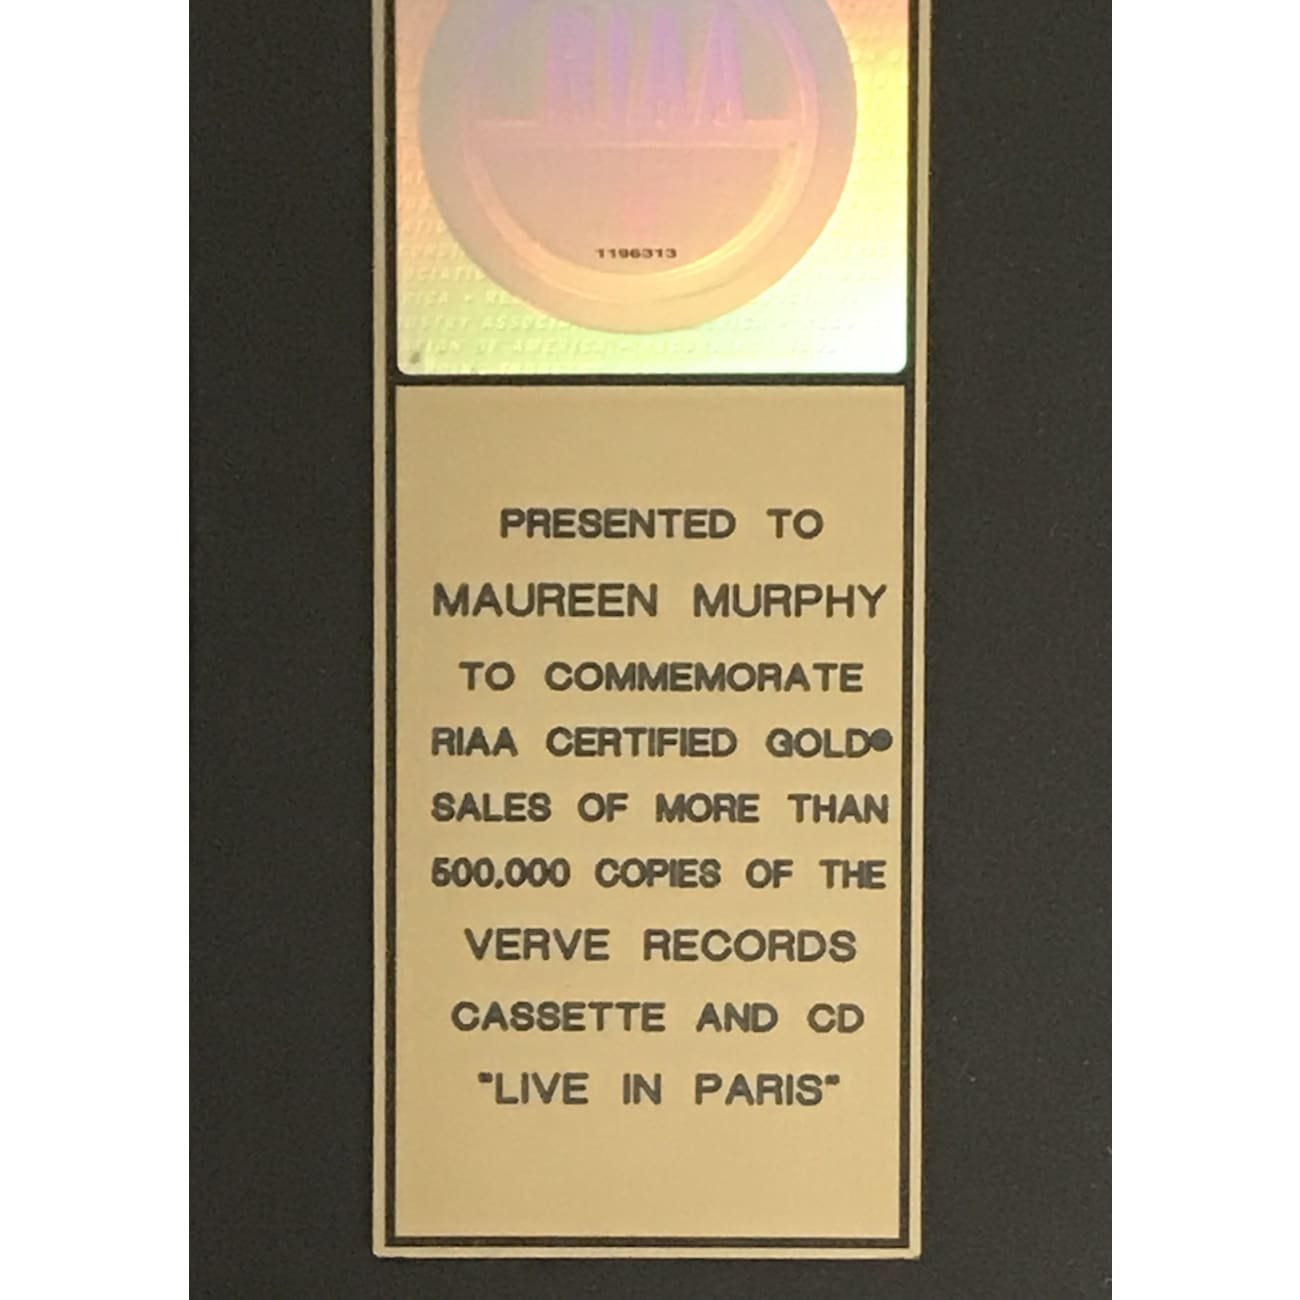 RIAA
1196313
PRESENTED TO
MAUREEN MURPHY
TO COMMEMORATE
RIAA CERTIFIED GOLD®
SALES OF MORE THAN
500,000 COPIES OF THE
VERVE RECORDS
CASSETTE AND CD
"LIVE IN PARIS"